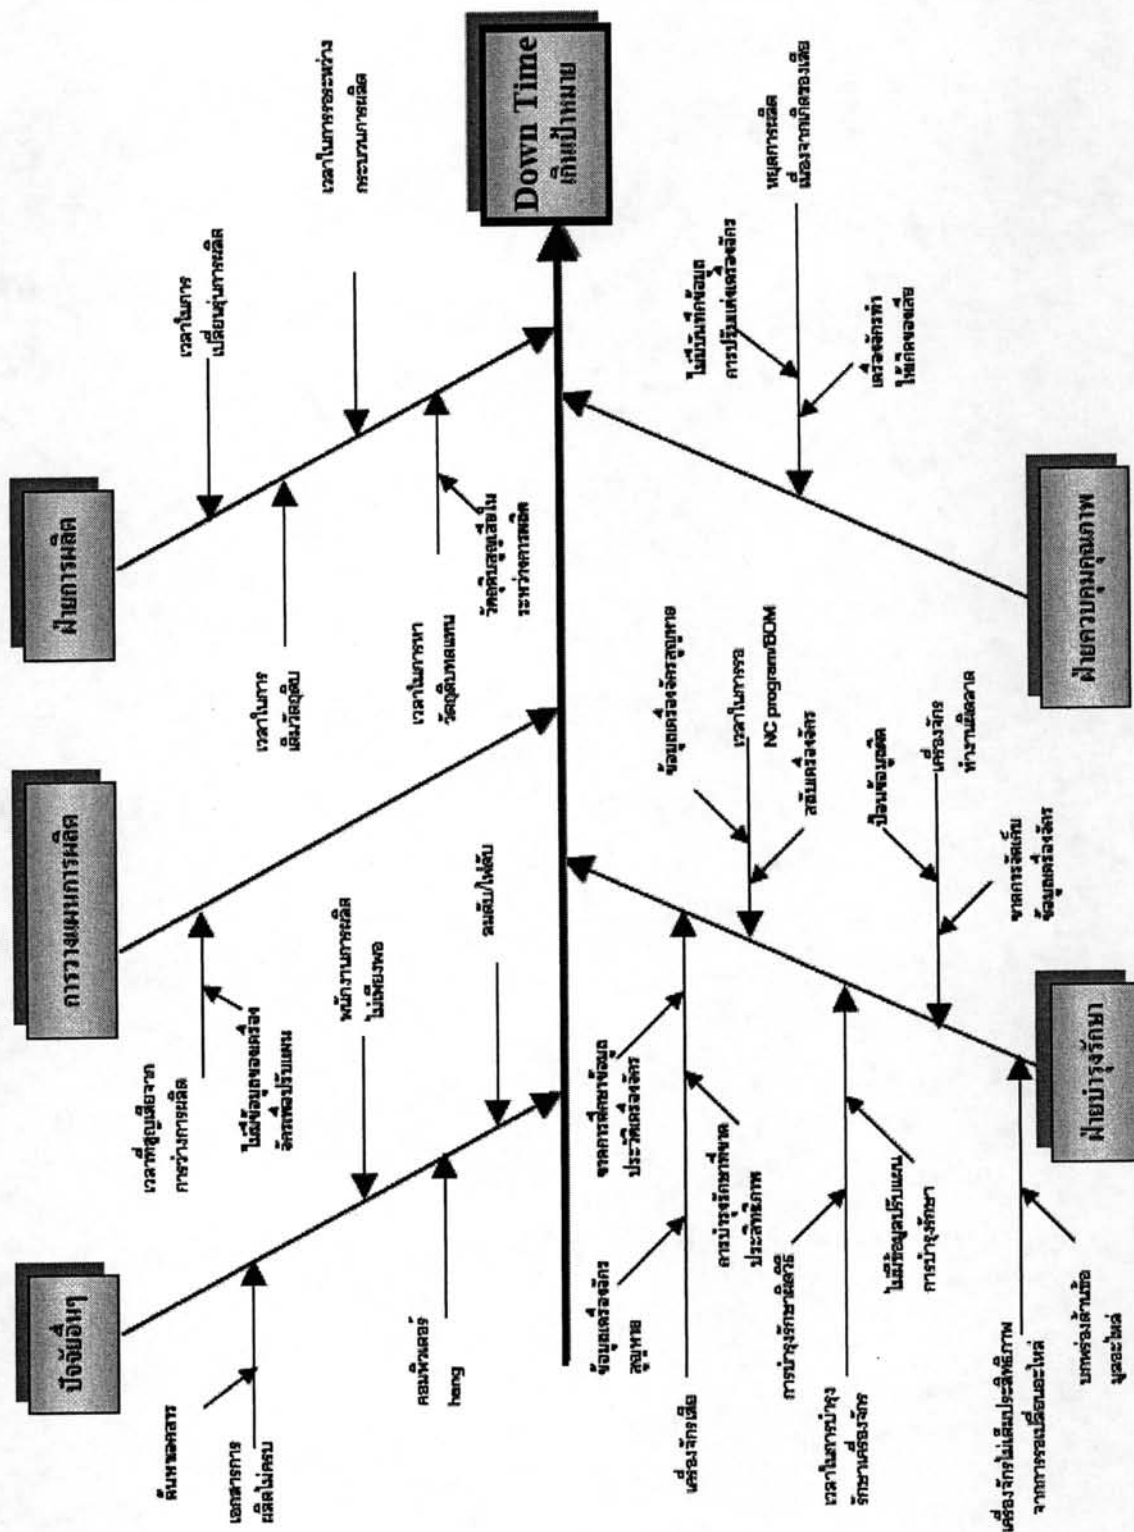 ปัจจัยอื่นๆ
ค้นหาเอกสาร
เอกสารการ
ผลิตไม่ครบ
พนักงานการผลิต
ไม่เพียงพอ
คอมพิวเตอร์
hang
ลมดับ/ไฟดับ
การวางแผนการผลิต
เวลาที่สูญเสียจาก
การว่างการผลิต
ไม่มีข้อมูลของเครื่อง
จักรเพื่อปรับแผน
ฝ่ายการผลิต
เวลาในการ
เปลี่ยนรุ่นการผลิต
เวลาในการ
เติมวัตถุดิบ
เวลาในการรอระหว่าง
กระบวนการผลิต
เวลาในการหา
วัตถุดิบทดแทน
วัตถุดิบสูญเสียใน
ระหว่างการผลิต
Down Time
เกินเป้าหมาย
ข้อมูลเครื่องจักร
สูญหาย
เครื่องจักรเสีย
ขาดการศึกษาข้อมูล
ประวัติเครื่องจักร
การบำรุงรักษาที่ขาด
ประสิทธิภาพ
ข้อมูลเครื่องจักรสูญหาย
เวลาในการรอ
NC program/BOM
สลับเครื่องจักร
การบำรุงรักษาผิดวิธี
เวลาในการบำรุง
รักษาเครื่องจักร
ไม่มีข้อมูลปรับแผน
การบำรุงรักษา
ป้อนข้อมูลผิด
เครื่องจักร
ทำงานผิดพลาด
ขาดการจัดเก็บ
ข้อมูลเครื่องจักร
เครื่องจักรไม่เต็มประสิทธิภาพ
จากการรอเปลี่ยนอะไหล่
บกพร่องด้านข้อ
มูลอะไหล่
ฝ่ายบำรุงรักษา
ไม่มีบันทึกข้อมูล
การปรับแต่งเครื่องจักร
หยุดการผลิต
เนื่องจากเกิดของเสีย
เครื่องจักรทำ
ให้เกิดของเสีย
ฝ่ายควบคุมคุณภาพ